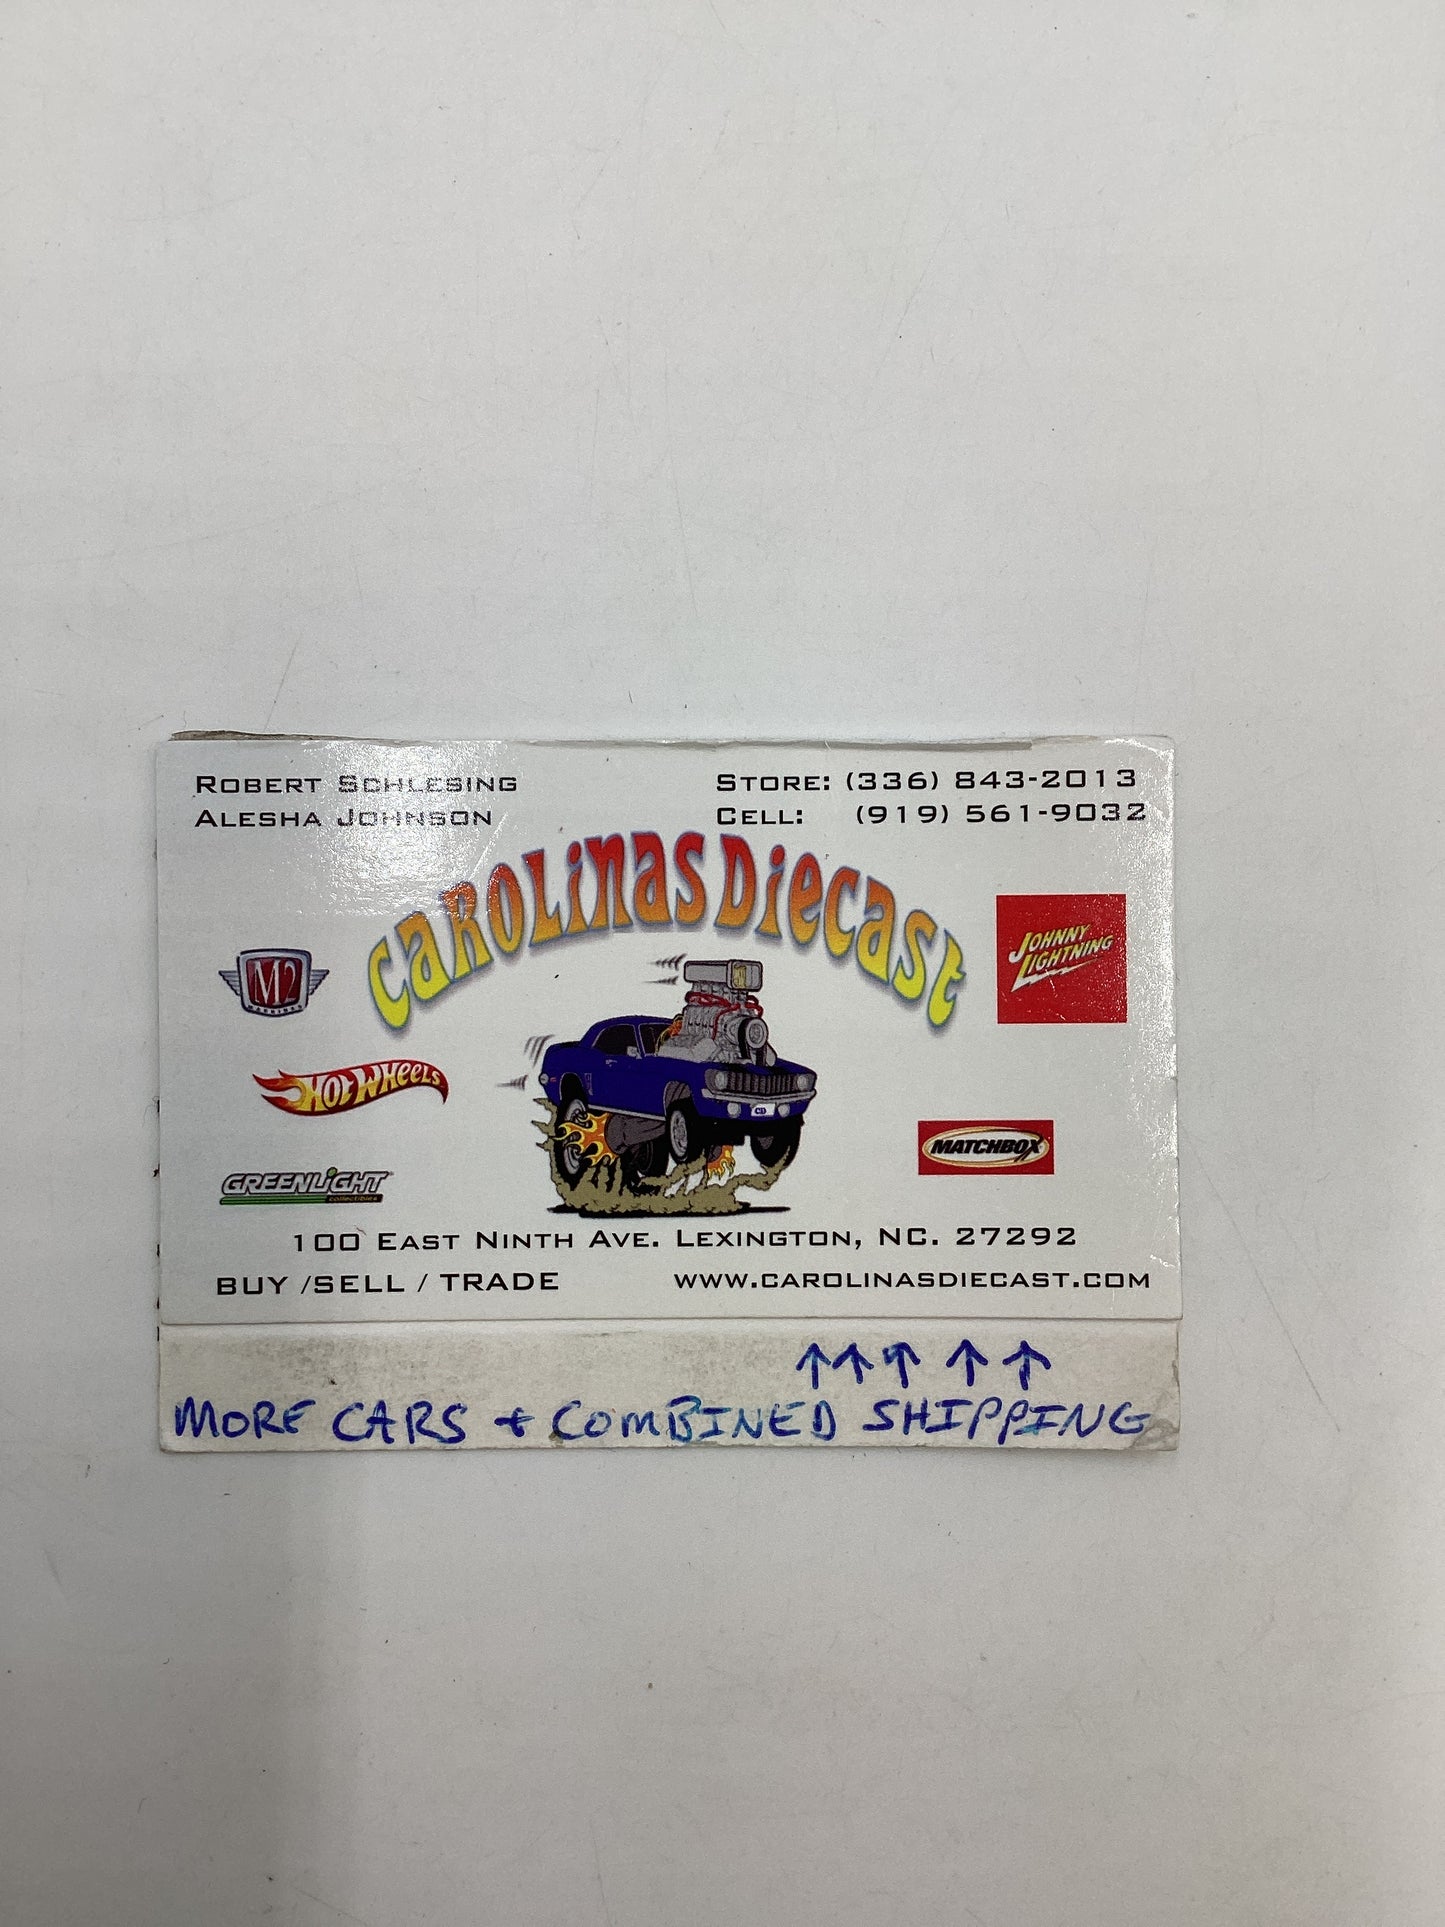 ROBERT SCHLESING
ALESHA JOHNSON
STORE: (336) 843-2013
CELL: (919) 561-9032
CAROLINAS DIECAST
M2
MACHINES
JOHNNY
LIGHTNING
HOT WHEELS
MATCHBOX
GREENLIGHT
collectibles
100 EAST NINTH AVE. LEXINGTON, NC. 27292
BUY /SELL / TRADE
WWW.CAROLINASDIECAST.COM
↑↑↑ ↑ ↑
MORE CARS + COMBINED SHIPPING